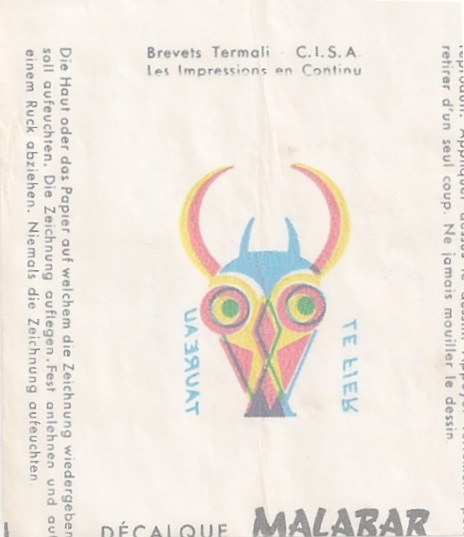 Brevets Termali - C.I.S.A.
Les Impressions en Continu
Die Haut oder das Papier auf welchem die Zeichnung wiedergeben
soll aufeuchten. Die Zeichnung auflegen. Fest anlehnen und auf
einem Ruck abziehen. Niemals die Zeichnung aufeuchten.
TAUREAU
TE FIER
retirer d'un seul coup. Ne jamais mouiller le dessin
DÉCALQUE MALABAR